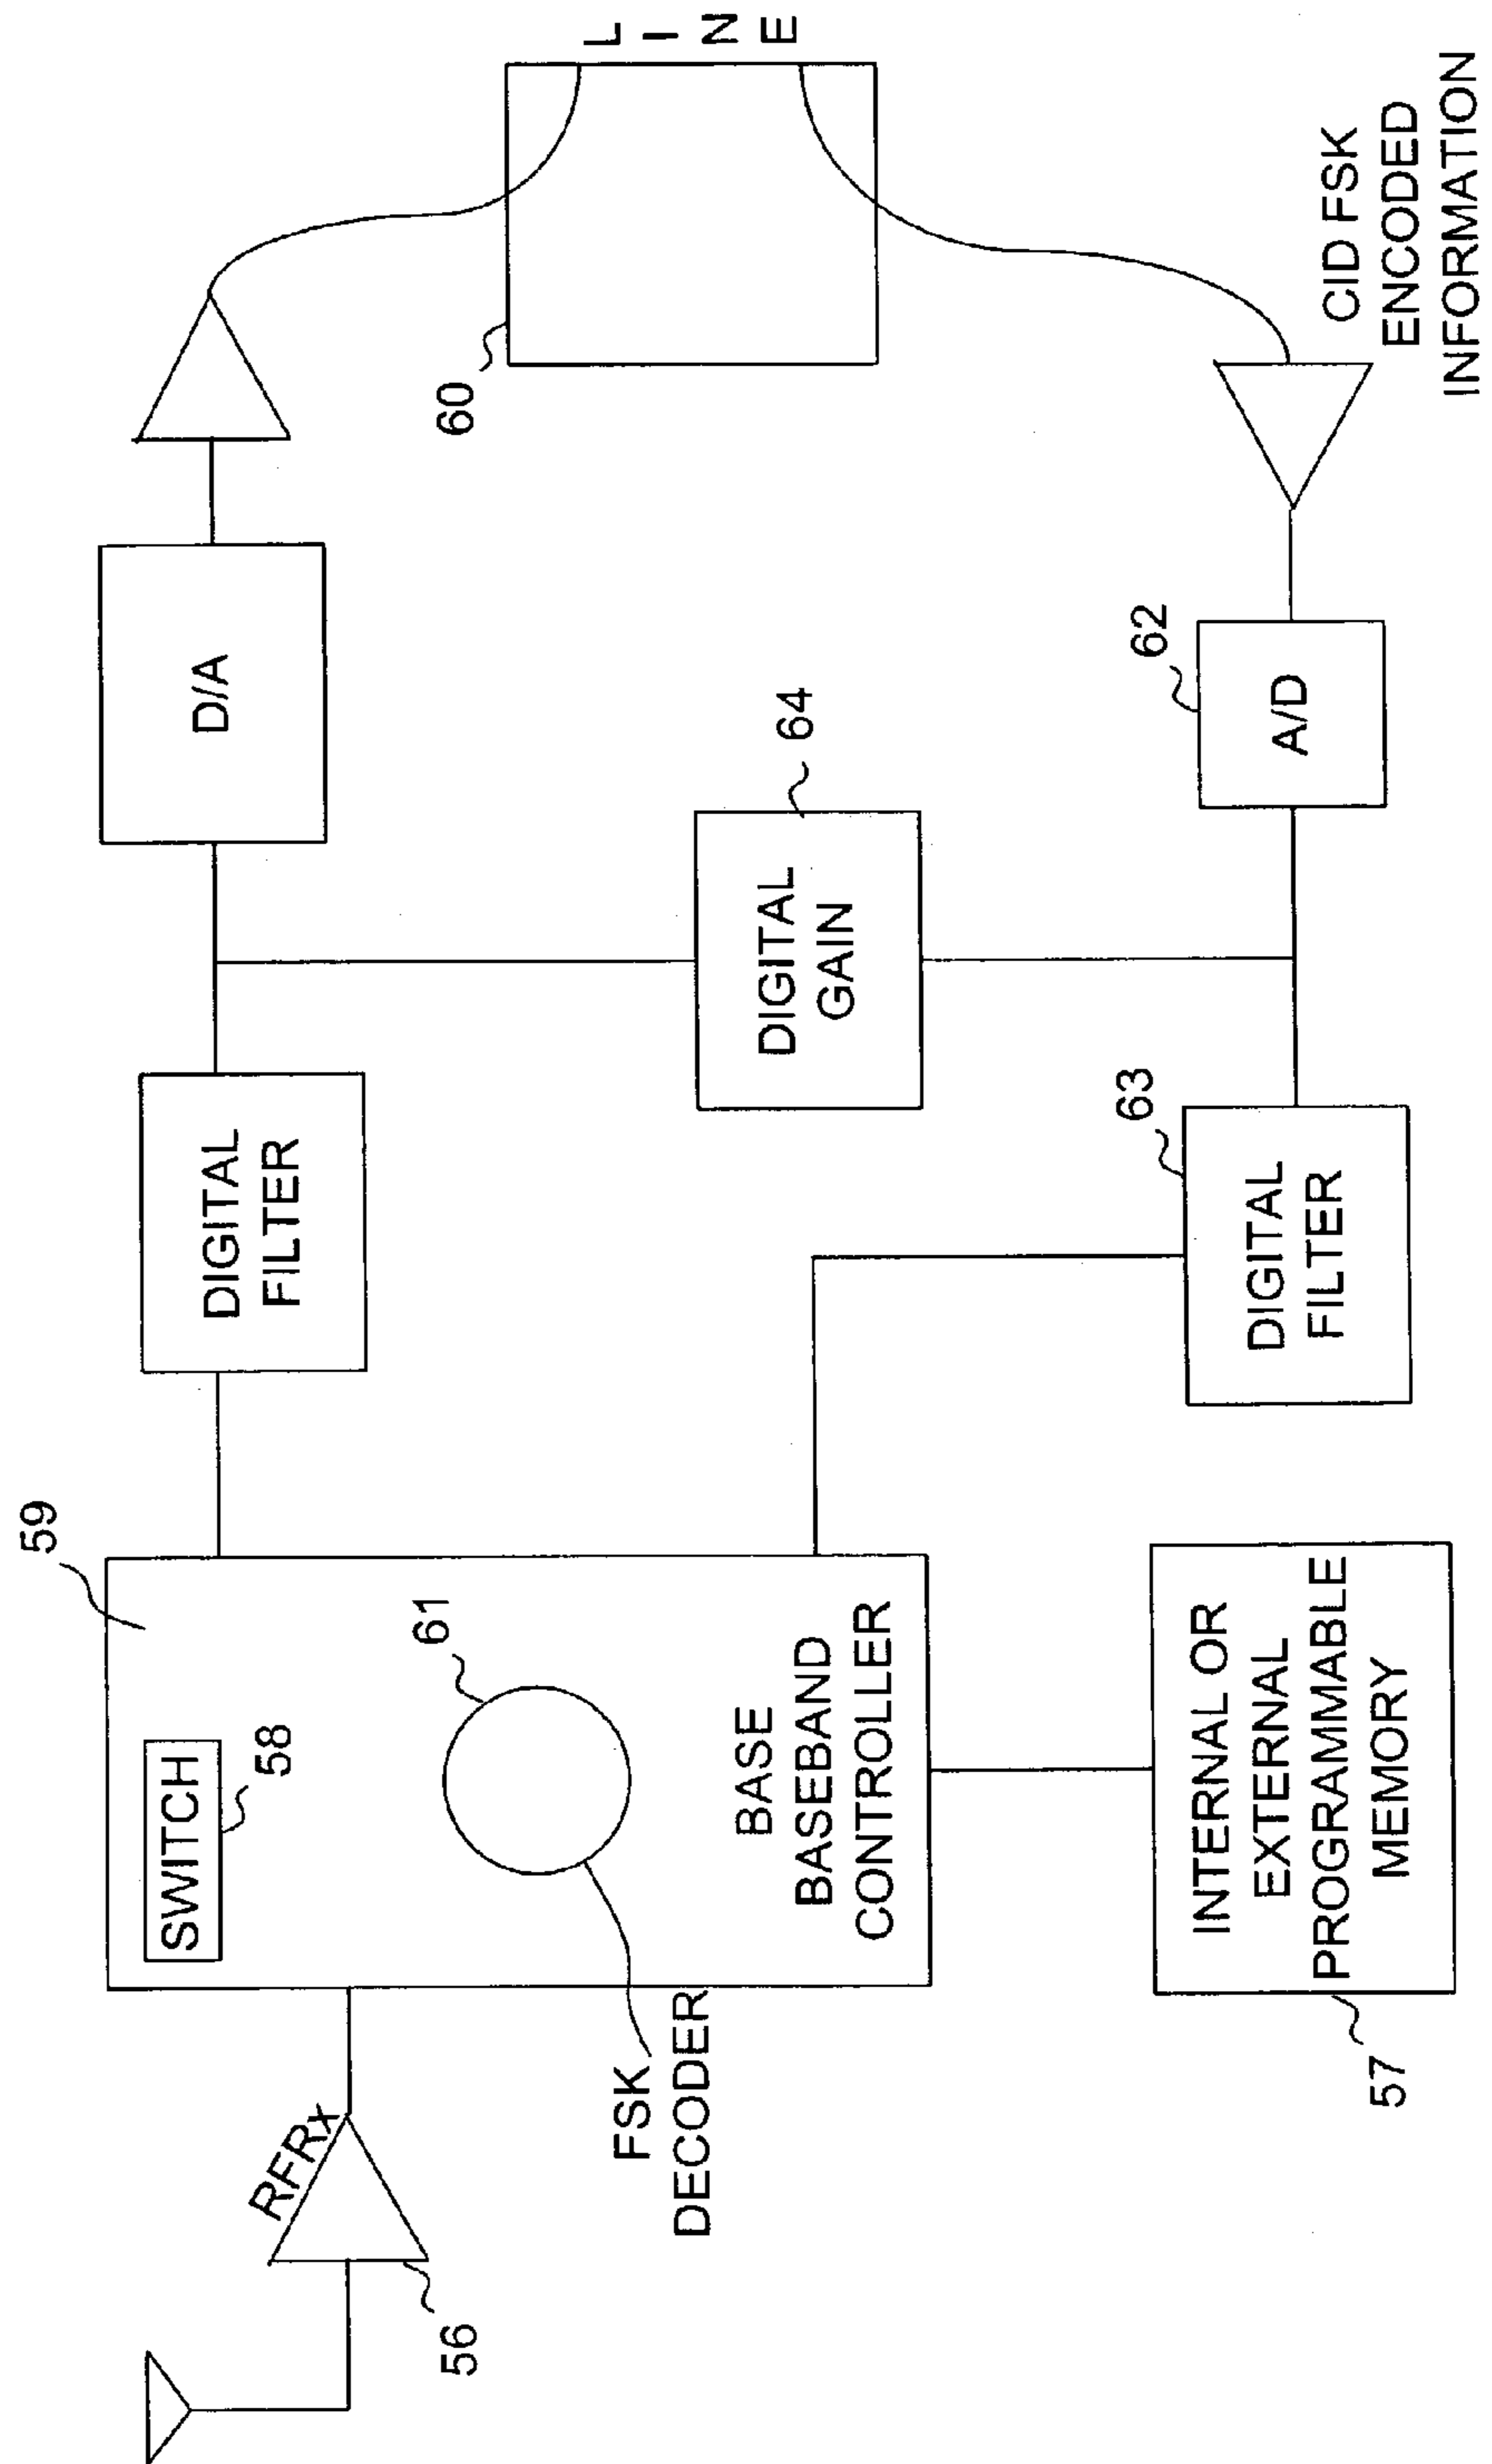 59
SWITCH
58
61
BASE
BASEBAND
CONTROLLER
RFRx
56
FSK
DECODER
INTERNAL OR
EXTERNAL
PROGRAMMABLE
MEMORY
57
DIGITAL
FILTER
D/A
DIGITAL
GAIN
64
DIGITAL
FILTER
63
A/D
62
60
LINE
CID FSK
ENCODED
INFORMATION